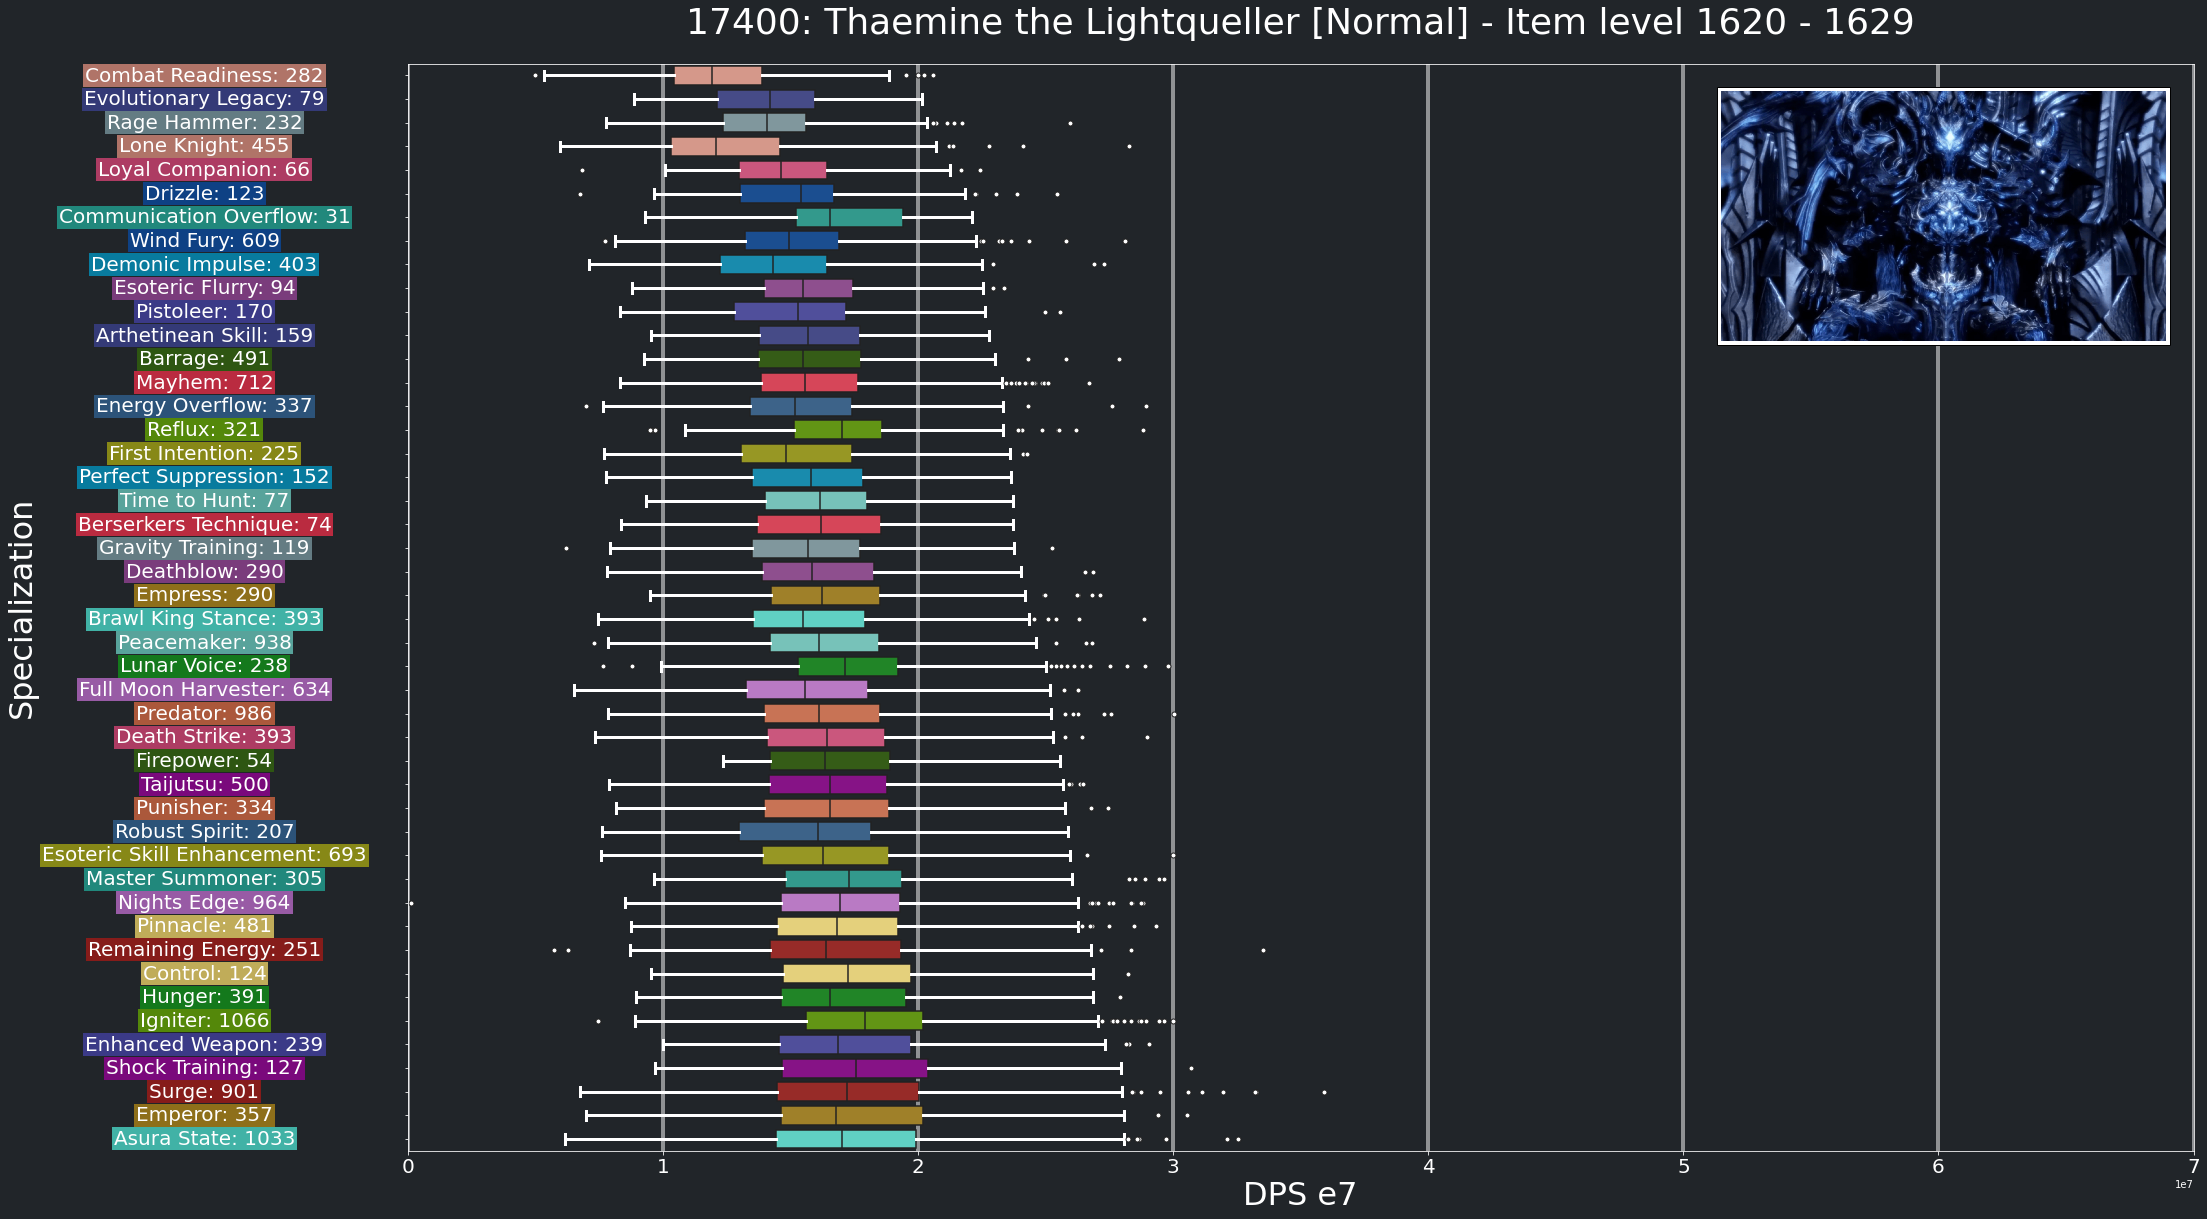 17400: Thaemine the Lightqueller [Normal] - Item level 1620 - 1629
Specialization
Combat Readiness: 282
Evolutionary Legacy: 79
Rage Hammer: 232
Lone Knight: 455
Loyal Companion: 66
Drizzle: 123
Communication Overflow: 31
Wind Fury: 609
Demonic Impulse: 403
Esoteric Flurry: 94
Pistoleer: 170
Arthetinean Skill: 159
Barrage: 491
Mayhem: 712
Energy Overflow: 337
Reflux: 321
First Intention: 225
Perfect Suppression: 152
Time to Hunt: 77
Berserkers Technique: 74
Gravity Training: 119
Deathblow: 290
Empress: 290
Brawl King Stance: 393
Peacemaker: 938
Lunar Voice: 238
Full Moon Harvester: 634
Predator: 986
Death Strike: 393
Firepower: 54
Taijutsu: 500
Punisher: 334
Robust Spirit: 207
Esoteric Skill Enhancement: 693
Master Summoner: 305
Nights Edge: 964
Pinnacle: 481
Remaining Energy: 251
Control: 124
Hunger: 391
Igniter: 1066
Enhanced Weapon: 239
Shock Training: 127
Surge: 901
Emperor: 357
Asura State: 1033
0 1 2 3 4 5 6 7
1e7
DPS e7